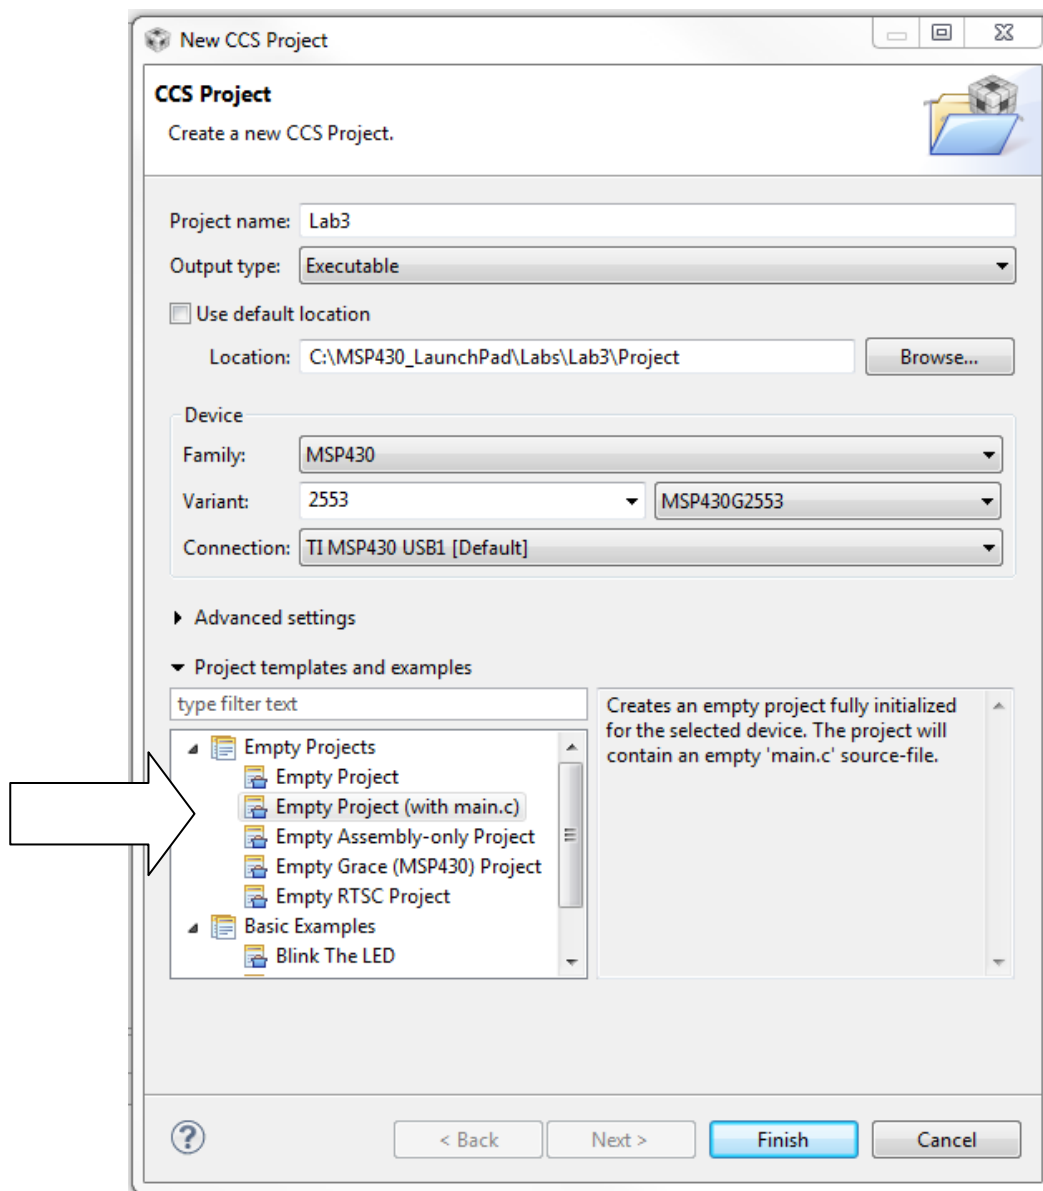 New CCS Project
CCS Project
Create a new CCS Project.
Project name: Lab3
Output type: Executable
Use default location
Location: C:\MSP430_LaunchPad\Labs\Lab3\Project Browse...
Device
Family: MSP430
Variant: 2553 MSP430G2553
Connection: TI MSP430 USB1 [Default]
Advanced settings
Project templates and examples
type filter text
Empty Projects
Empty Project
Empty Project (with main.c)
Empty Assembly-only Project
Empty Grace (MSP430) Project
Empty RTSC Project
Basic Examples
Blink The LED
Creates an empty project fully initialized
for the selected device. The project will
contain an empty 'main.c' source-file.
? < Back Next > Finish Cancel